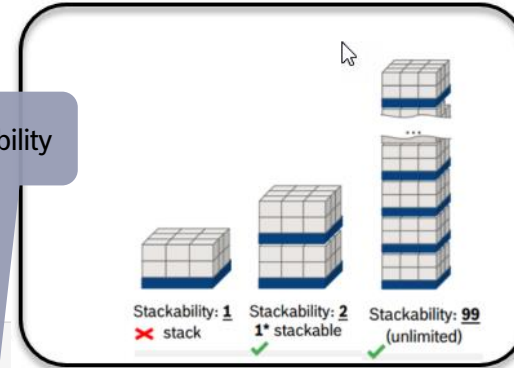 bility
...
Stackability: 1
stack
Stackability: 2
1* stackable
Stackability: 99
(unlimited)